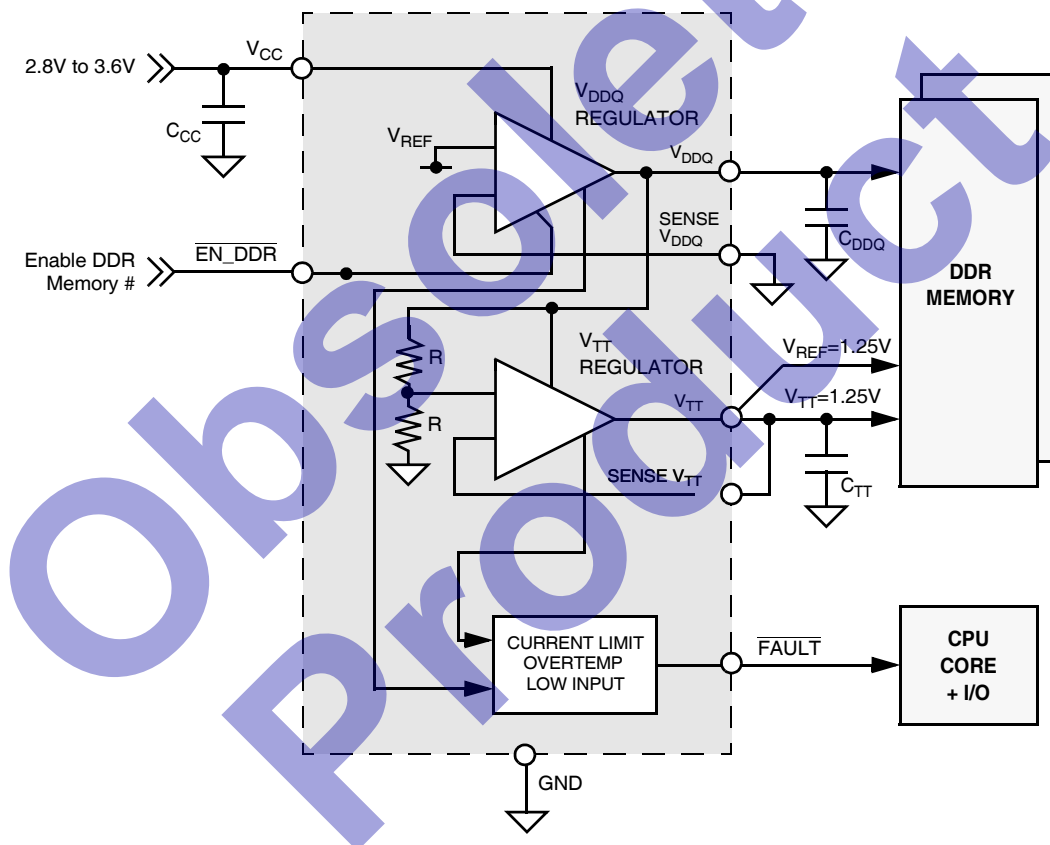 2.8V to 3.6V
VCC
CCC
VREF
VDDQ
REGULATOR
VDDQ
SENSE
VDDQ
CDDQ
Enable DDR
Memory #
EN_DDR
DDR
MEMORY
R
R
VTT
REGULATOR
VTT
SENSE VTT
VREF=1.25V
VTT=1.25V
CTT
CURRENT LIMIT
OVERTEMP
LOW INPUT
FAULT
CPU
CORE
+ I/O
GND
Obsolet
Product